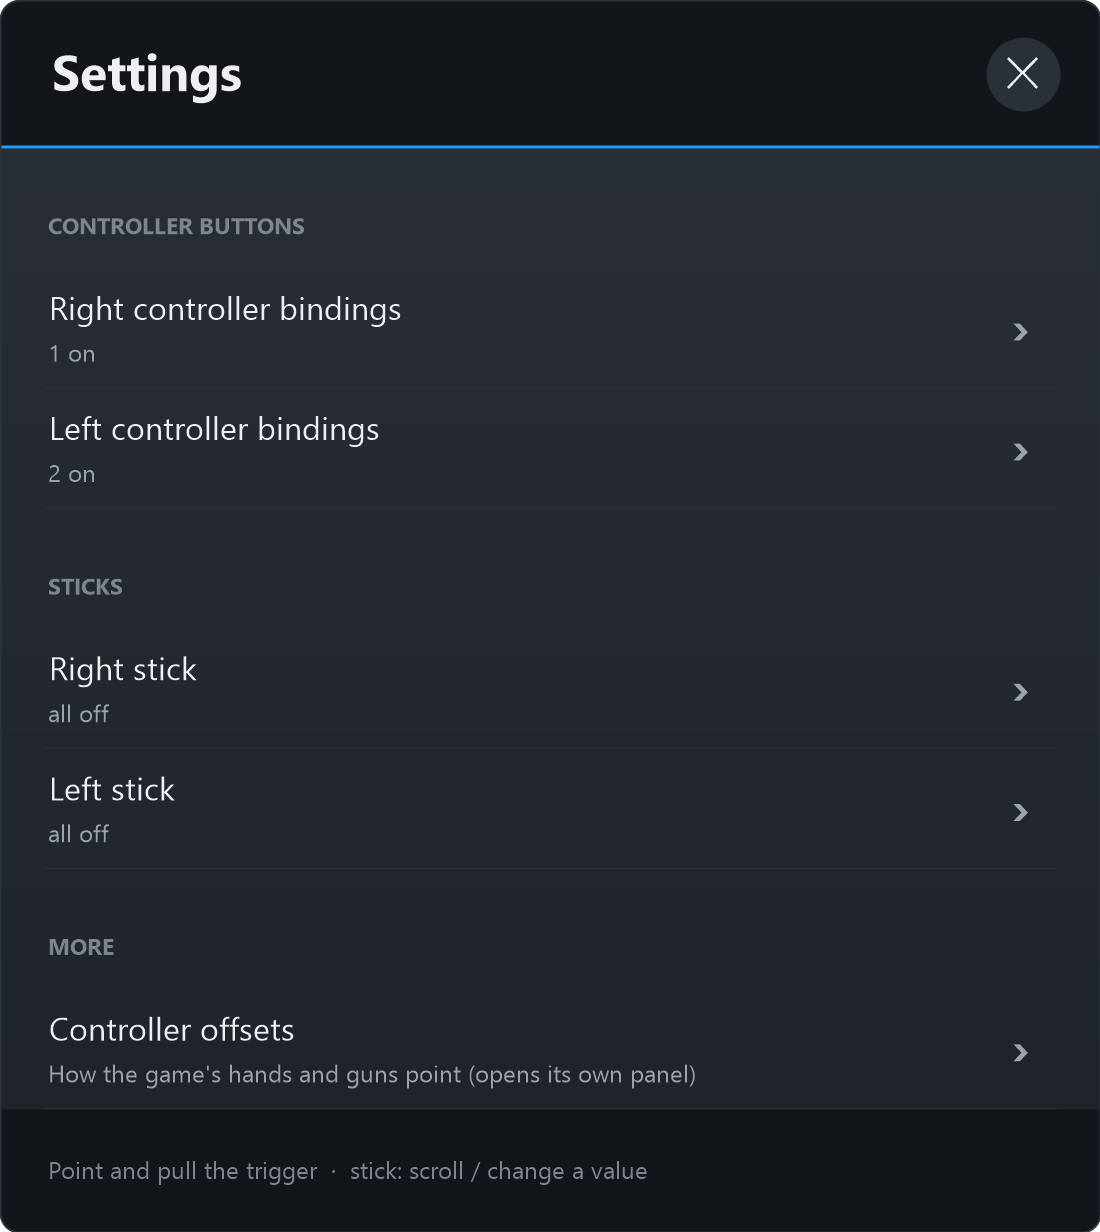 Settings
CONTROLLER BUTTONS
Right controller bindings
1 on
Left controller bindings
2 on
STICKS
Right stick
all off
Left stick
all off
MORE
Controller offsets
How the game's hands and guns point (opens its own panel)
Point and pull the trigger · stick: scroll / change a value